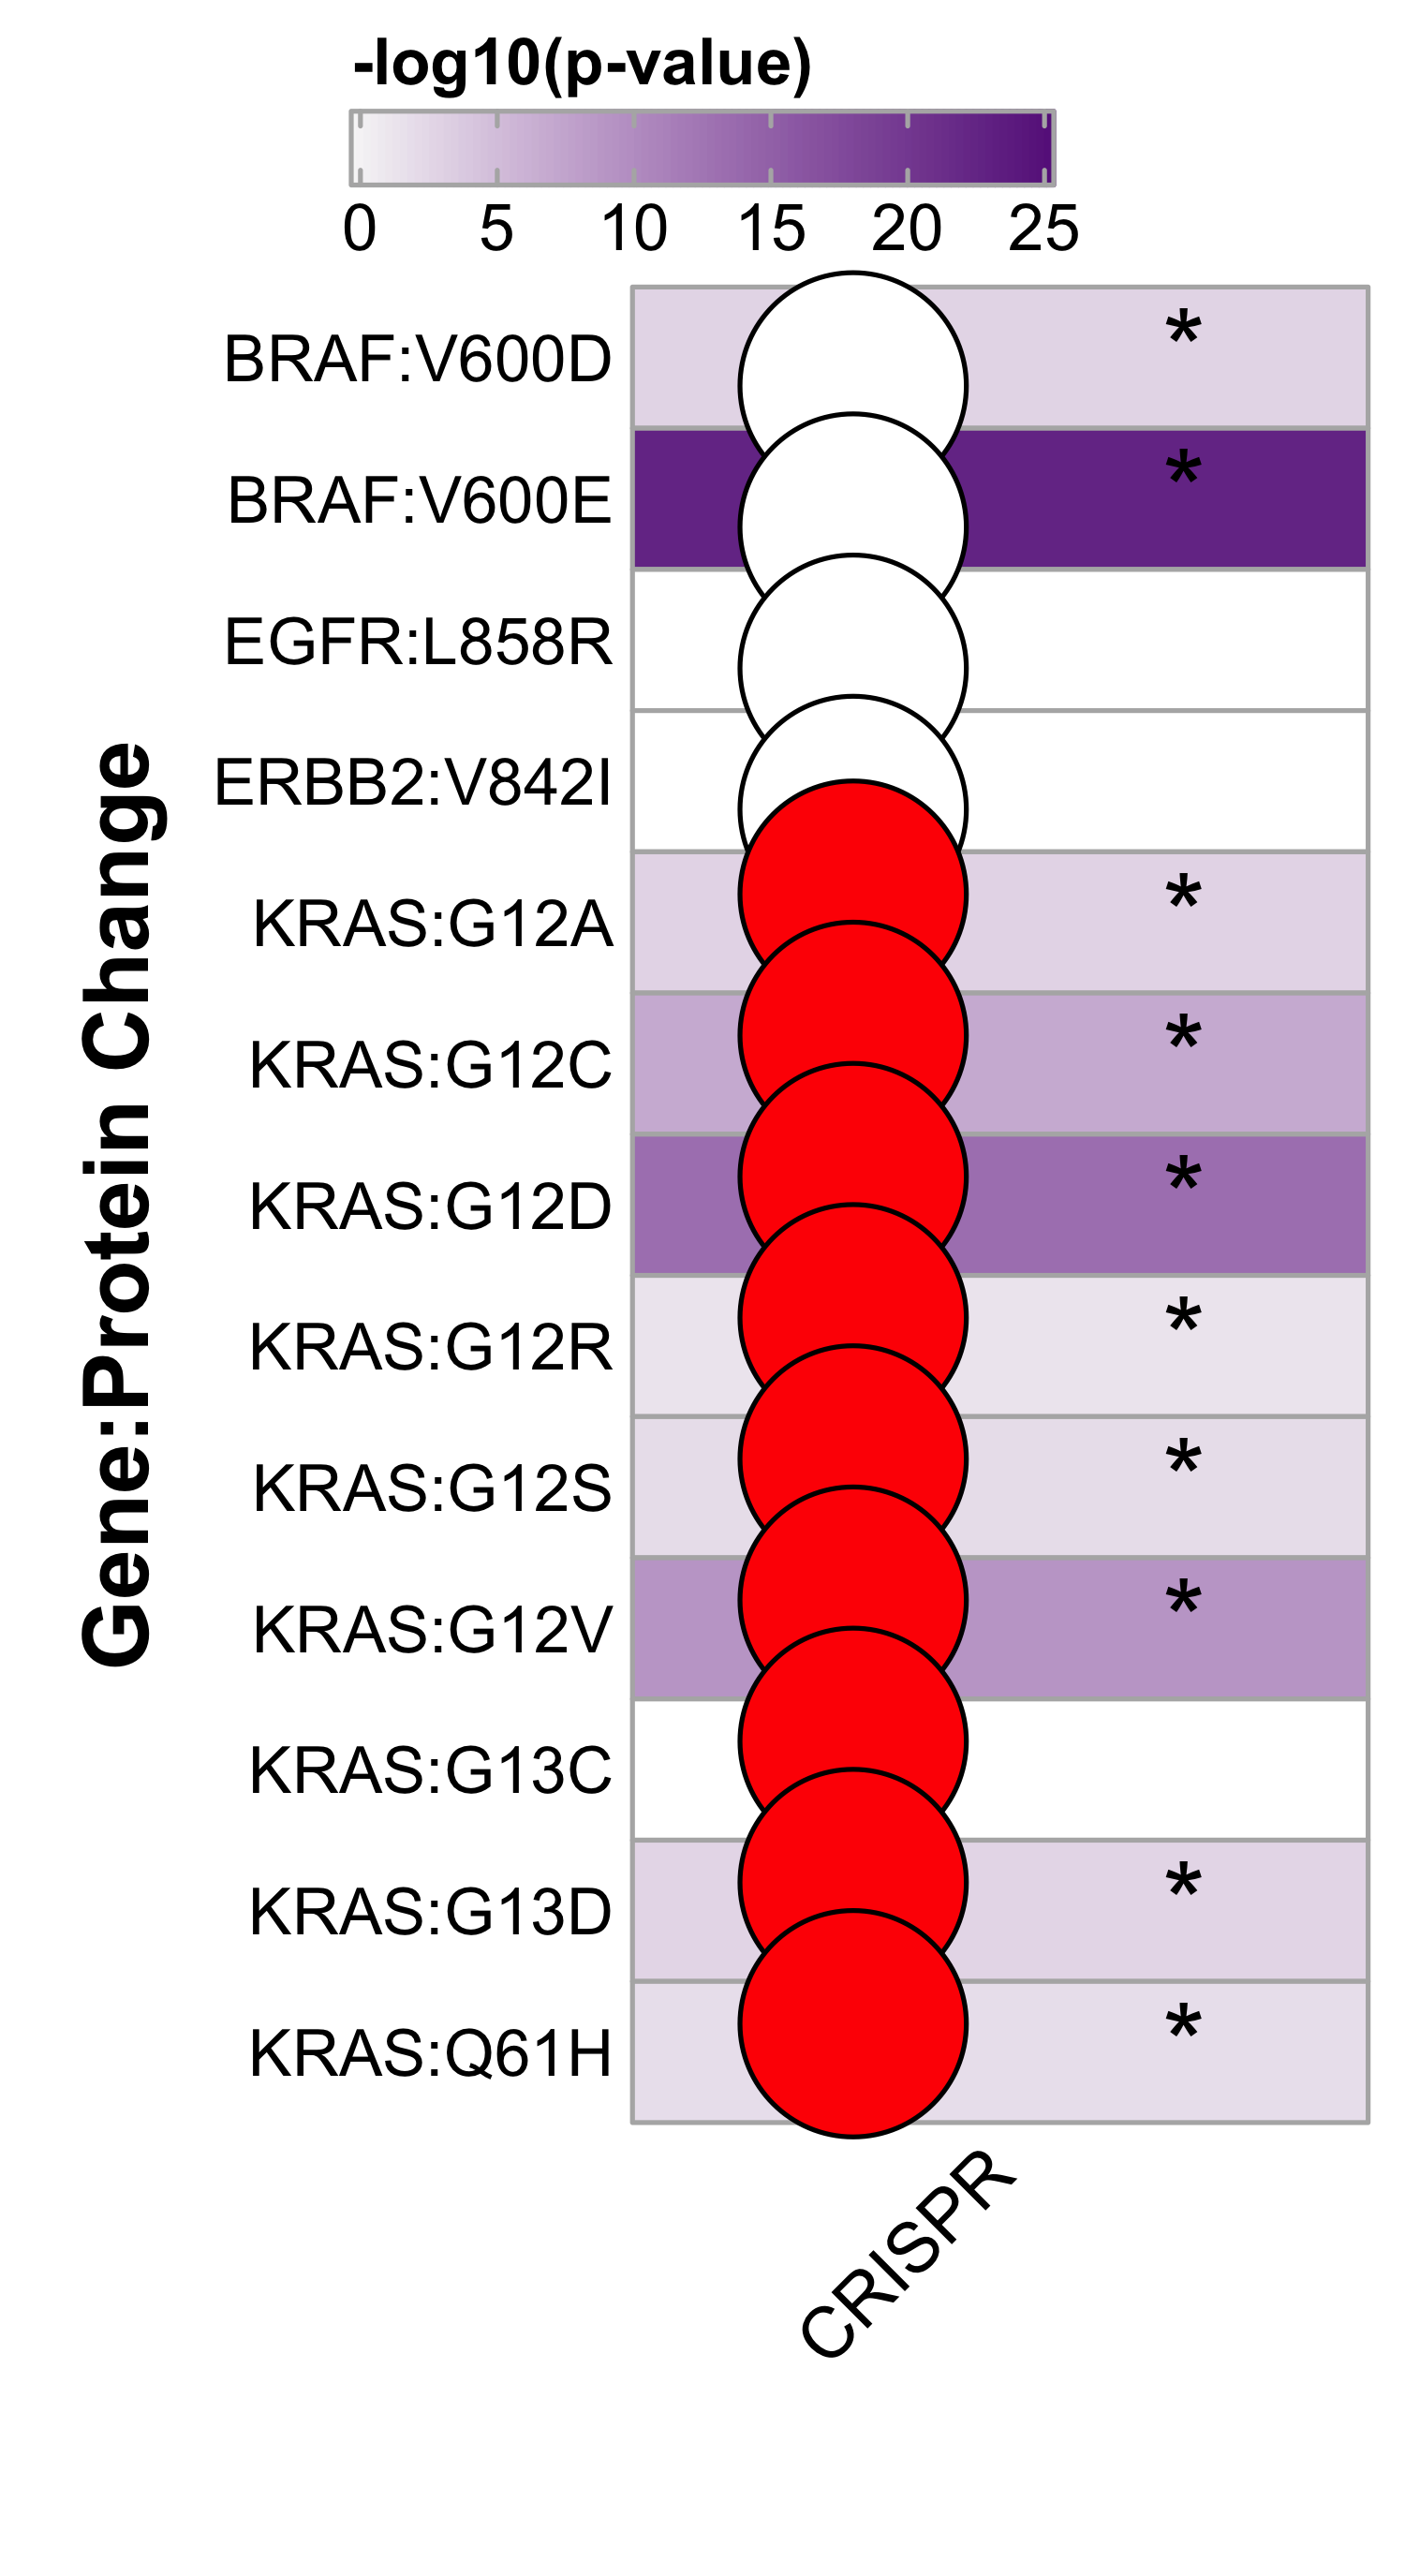 -log10(p-value)
0 5 10 15 20 25
BRAF:V600D *
BRAF:V600E *
EGFR:L858R
ERBB2:V842I
KRAS:G12A *
KRAS:G12C *
KRAS:G12D *
KRAS:G12R *
KRAS:G12S *
KRAS:G12V *
KRAS:G13C
KRAS:G13D *
KRAS:Q61H *
Gene:Protein Change
CRISPR